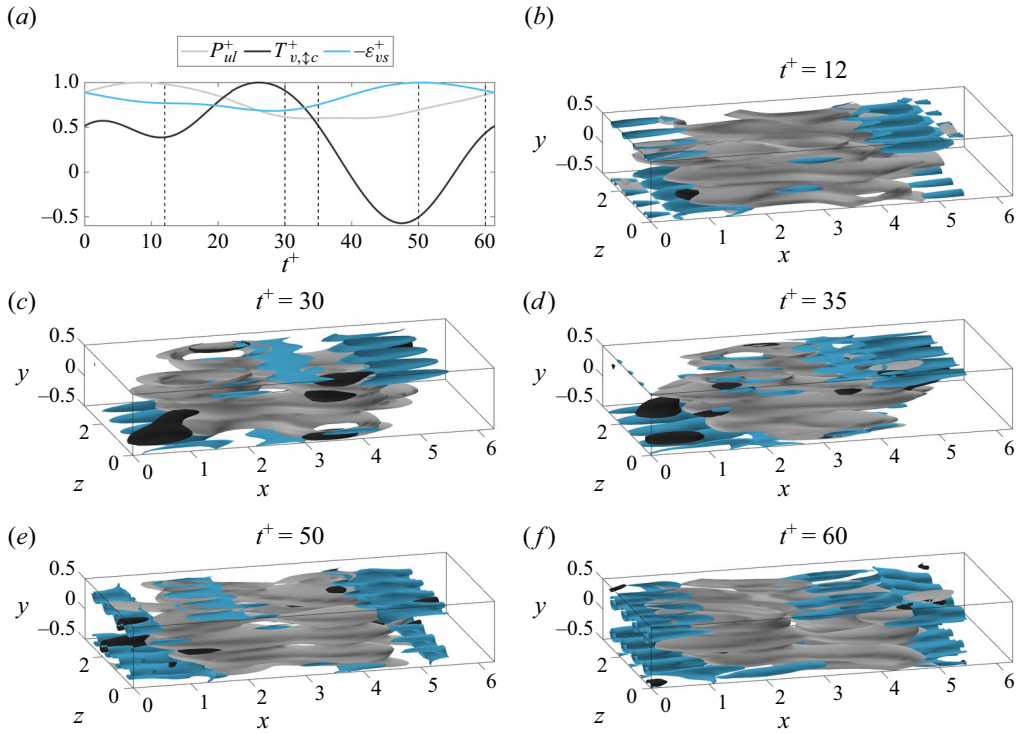 (a)
P⁺ᵤₗ T⁺ᵥ,↕c −ε⁺ᵥₛ
1.0
0.5
0
−0.5
0 10 20 30 40 50 60
t⁺
(b)
t⁺ = 12
0.5
0
−0.5
y
2
0
z
0 1 2 3 4 5 6
x
(c)
t⁺ = 30
0.5
0
−0.5
y
2
0
z
0 1 2 3 4 5 6
x
(d)
t⁺ = 35
0.5
0
−0.5
y
2
0
z
0 1 2 3 4 5 6
x
(e)
t⁺ = 50
0.5
0
−0.5
y
2
0
z
0 1 2 3 4 5 6
x
(f)
t⁺ = 60
0.5
0
−0.5
y
2
0
z
0 1 2 3 4 5 6
x